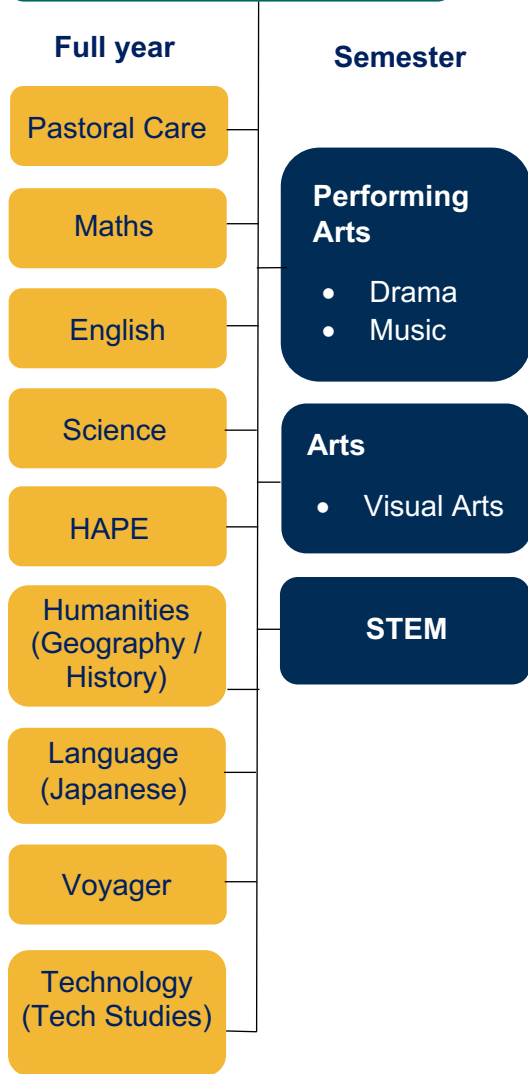 Full year
Pastoral Care
Maths
English
Science
HAPE
Humanities
(Geography /
History)
Language
(Japanese)
Voyager
Technology
(Tech Studies)
Semester
Performing
Arts
• Drama
• Music
Arts
• Visual Arts
STEM